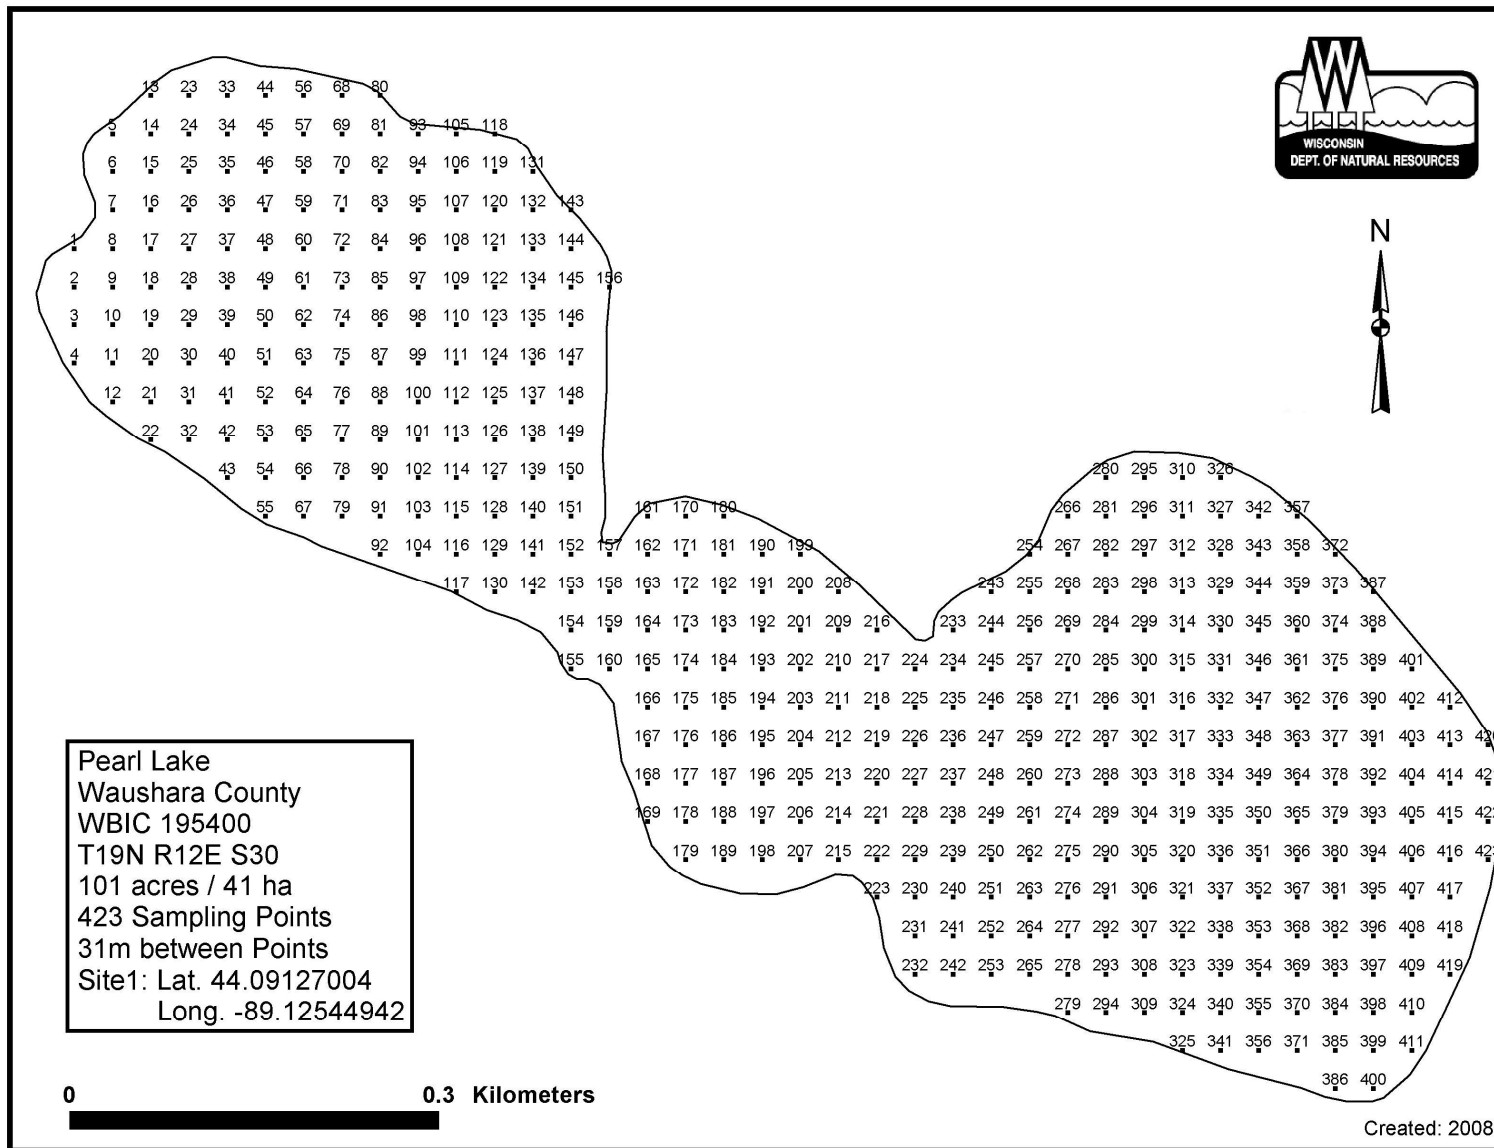 13 23 33 44 56 68 80
5 14 24 34 45 57 69 81 93 105 118
6 15 25 35 46 58 70 82 94 106 119 131
7 16 26 36 47 59 71 83 95 107 120 132 143
1 8 17 27 37 48 60 72 84 96 108 121 133 144
2 9 18 28 38 49 61 73 85 97 109 122 134 145 156
3 10 19 29 39 50 62 74 86 98 110 123 135 146
4 11 20 30 40 51 63 75 87 99 111 124 136 147
12 21 31 41 52 64 76 88 100 112 125 137 148
22 32 42 53 65 77 89 101 113 126 138 149
43 54 66 78 90 102 114 127 139 150 280 295 310 326
55 67 79 91 103 115 128 140 151 161 170 180 266 281 296 311 327 342 357
92 104 116 129 141 152 157 162 171 181 190 199 254 267 282 297 312 328 343 358 372
117 130 142 153 158 163 172 182 191 200 208 243 255 268 283 298 313 329 344 359 373 387
154 159 164 173 183 192 201 209 216 233 244 256 269 284 299 314 330 345 360 374 388
155 160 165 174 184 193 202 210 217 224 234 245 257 270 285 300 315 331 346 361 375 389 401
166 175 185 194 203 211 218 225 235 246 258 271 286 301 316 332 347 362 376 390 402 412
167 176 186 195 204 212 219 226 236 247 259 272 287 302 317 333 348 363 377 391 403 413
168 177 187 196 205 213 220 227 237 248 260 273 288 303 318 334 349 364 378 392 404 414
169 178 188 197 206 214 221 228 238 249 261 274 289 304 319 335 350 365 379 393 405 415
179 189 198 207 215 222 229 239 250 262 275 290 305 320 336 351 366 380 394 406 416
223 230 240 251 263 276 291 306 321 337 352 367 381 395 407 417
231 241 252 264 277 292 307 322 338 353 368 382 396 408 418
232 242 253 265 278 293 308 323 339 354 369 383 397 409 419
279 294 309 324 340 355 370 384 398 410
325 341 356 371 385 399 411
386 400
W
WISCONSIN
DEPT. OF NATURAL RESOURCES
N
Pearl Lake
Waushara County
WBIC 195400
T19N R12E S30
101 acres / 41 ha
423 Sampling Points
31m between Points
Site1: Lat. 44.09127004
Long. -89.12544942
0 0.3 Kilometers
Created: 2008